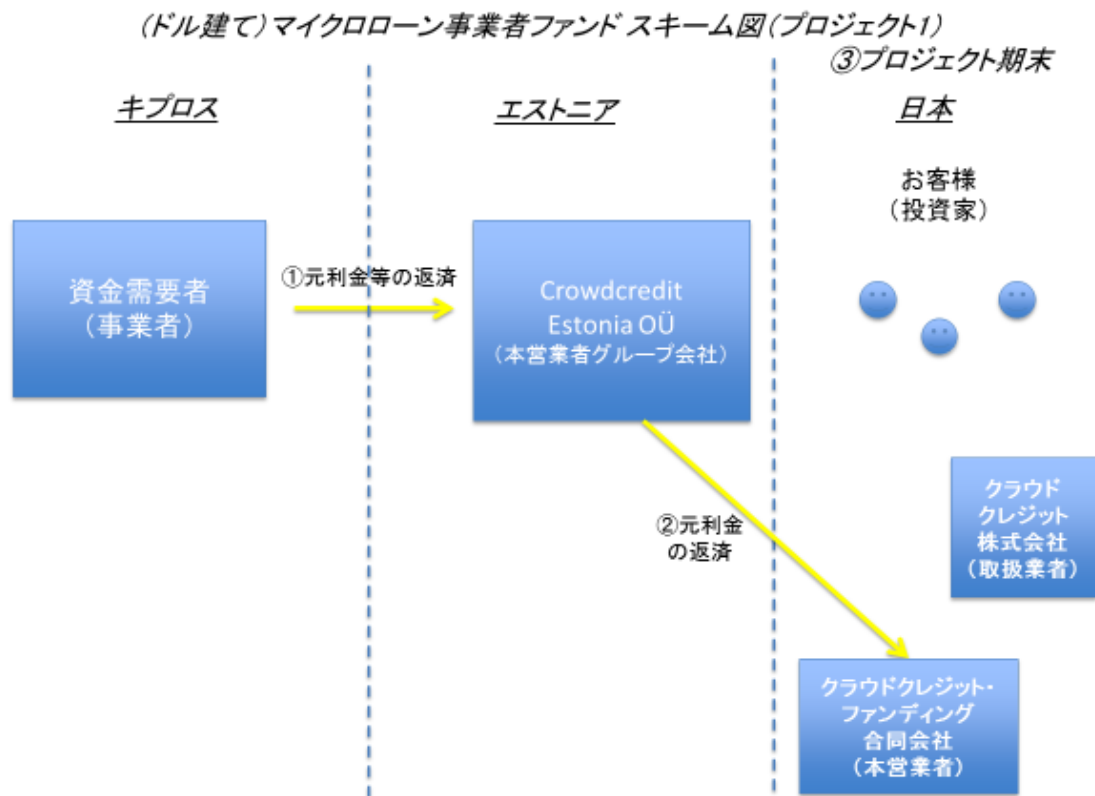 (ドル建て)マイクロローン事業者ファンド スキーム図(プロジェクト1)
③プロジェクト期末
キプロス
エストニア
日本
お客様
(投資家)
資金需要者
(事業者)
①元利金等の返済
Crowdcredit
Estonia OÜ
(本営業者グループ会社)
②元利金
の返済
クラウド
クレジット
株式会社
(取扱業者)
クラウドクレジット・
ファンディング
合同会社
(本営業者)